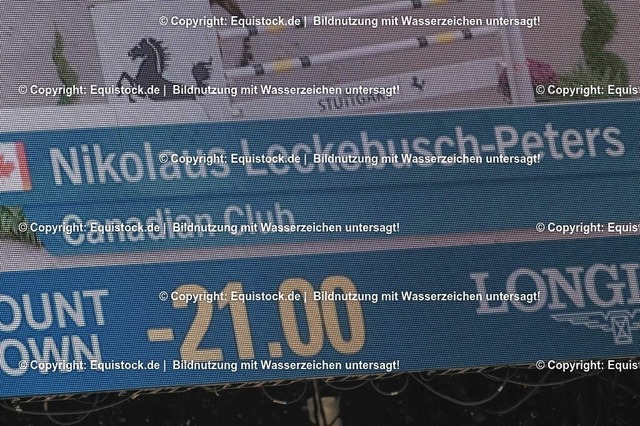 © Copyright: Equistock.de | Bildnutzung mit Wasserzeichen untersagt!
© Copyright: Equistock.de | Bildnutzung mit Wasserzeichen untersagt! © Copyright: Equis
STUTTGART
Nikolaus Leckebusch-Peters
© Copyright: Equistock.de | Bildnutzung mit Wasserzeichen untersagt!
Canadian Club
© Copyright: Equistock.de | Bildnutzung mit Wasserzeichen untersagt! © Copyright: Equis
OUNT
OWN
-21.00
LONGI
© Copyright: Equistock.de | Bildnutzung mit Wasserzeichen untersagt!
© Copyright: Equistock.de | Bildnutzung mit Wasserzeichen untersagt! © Copyright: Equis